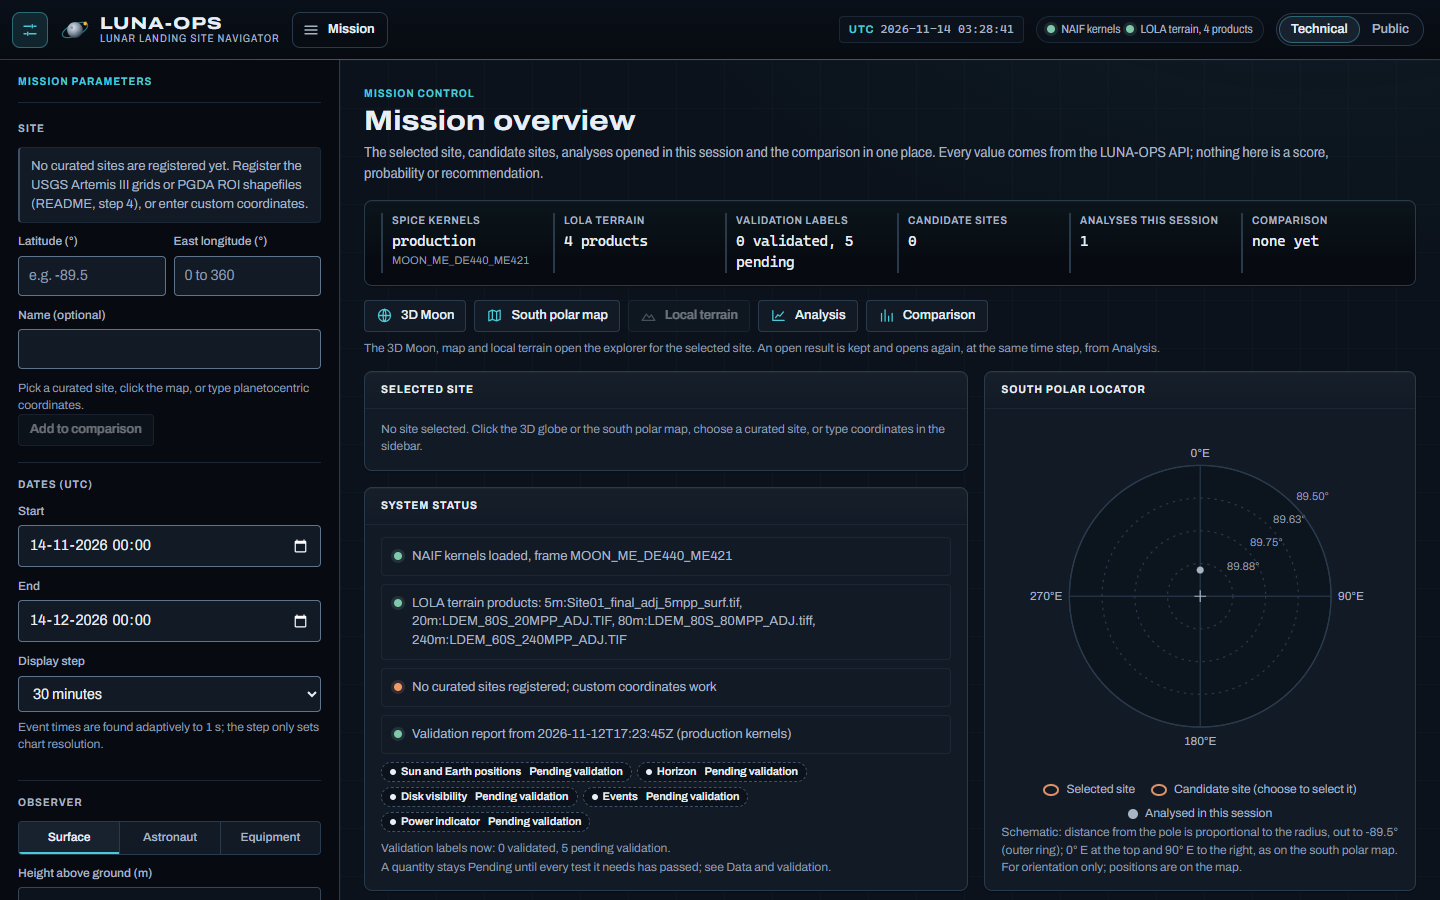 LUNA-OPS
LUNAR LANDING SITE NAVIGATOR
Mission
UTC 2026-11-14 03:28:41
NAIF kernels
LOLA terrain, 4 products
Technical
Public
MISSION PARAMETERS
SITE
No curated sites are registered yet. Register the
USGS Artemis III grids or PGDA ROI shapefiles
(README, step 4), or enter custom coordinates.
Latitude (°)
East longitude (°)
e.g. -89.5
0 to 360
Name (optional)
Pick a curated site, click the map, or type planetocentric
coordinates.
Add to comparison
DATES (UTC)
Start
14-11-2026 00:00
End
14-12-2026 00:00
Display step
30 minutes
Event times are found adaptively to 1 s; the step only sets
chart resolution.
OBSERVER
Surface
Astronaut
Equipment
Height above ground (m)
MISSION CONTROL
Mission overview
The selected site, candidate sites, analyses opened in this session and the comparison in one place. Every value comes from the LUNA-OPS API; nothing here is a score,
probability or recommendation.
SPICE KERNELS
production
MOON_ME_DE440_ME421
LOLA TERRAIN
4 products
VALIDATION LABELS
0 validated, 5
pending
CANDIDATE SITES
0
ANALYSES THIS SESSION
1
COMPARISON
none yet
3D Moon
South polar map
Local terrain
Analysis
Comparison
The 3D Moon, map and local terrain open the explorer for the selected site. An open result is kept and opens again, at the same time step, from Analysis.
SELECTED SITE
No site selected. Click the 3D globe or the south polar map, choose a curated site, or type coordinates in the
sidebar.
SYSTEM STATUS
NAIF kernels loaded, frame MOON_ME_DE440_ME421
LOLA terrain products: 5m:Site01_final_adj_5mpp_surf.tif,
20m:LDEM_80S_20MPP_ADJ.TIF, 80m:LDEM_80S_80MPP_ADJ.tiff,
240m:LDEM_60S_240MPP_ADJ.TIF
No curated sites registered; custom coordinates work
Validation report from 2026-11-12T17:23:45Z (production kernels)
Sun and Earth positions Pending validation
Horizon Pending validation
Disk visibility Pending validation
Events Pending validation
Power indicator Pending validation
Validation labels now: 0 validated, 5 pending validation.
A quantity stays Pending until every test it needs has passed; see Data and validation.
SOUTH POLAR LOCATOR
0°E
89.50°
89.63°
89.75°
89.88°
270°E
90°E
180°E
Selected site
Candidate site (choose to select it)
Analysed in this session
Schematic: distance from the pole is proportional to the radius, out to -89.5°
(outer ring); 0° E at the top and 90° E to the right, as on the south polar map.
For orientation only; positions are on the map.